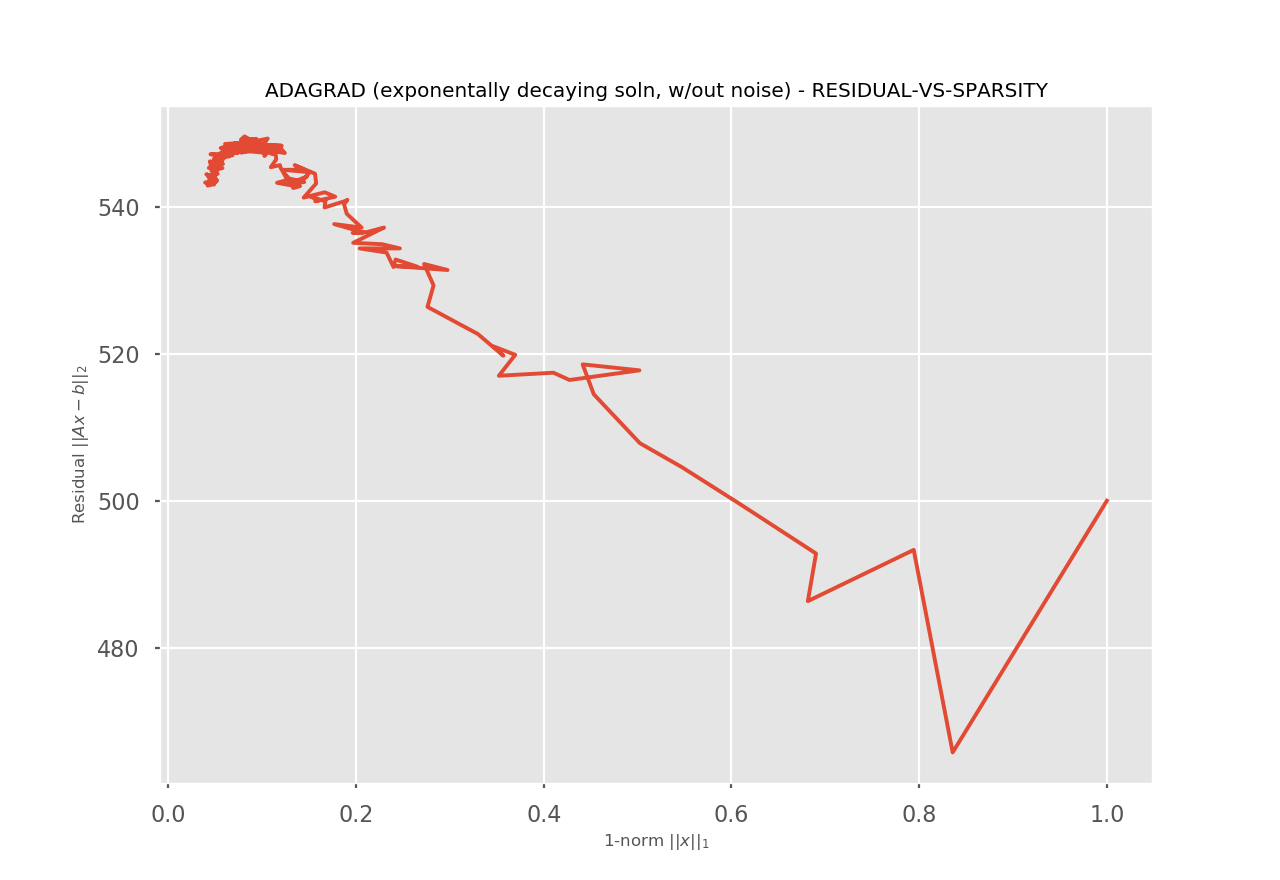 ADAGRAD (exponentially decaying soln, w/out noise) - RESIDUAL-VS-SPARSITY
Residual ||Ax − b||₂
540
520
500
480
0.0 0.2 0.4 0.6 0.8 1.0
1-norm ||x||₁